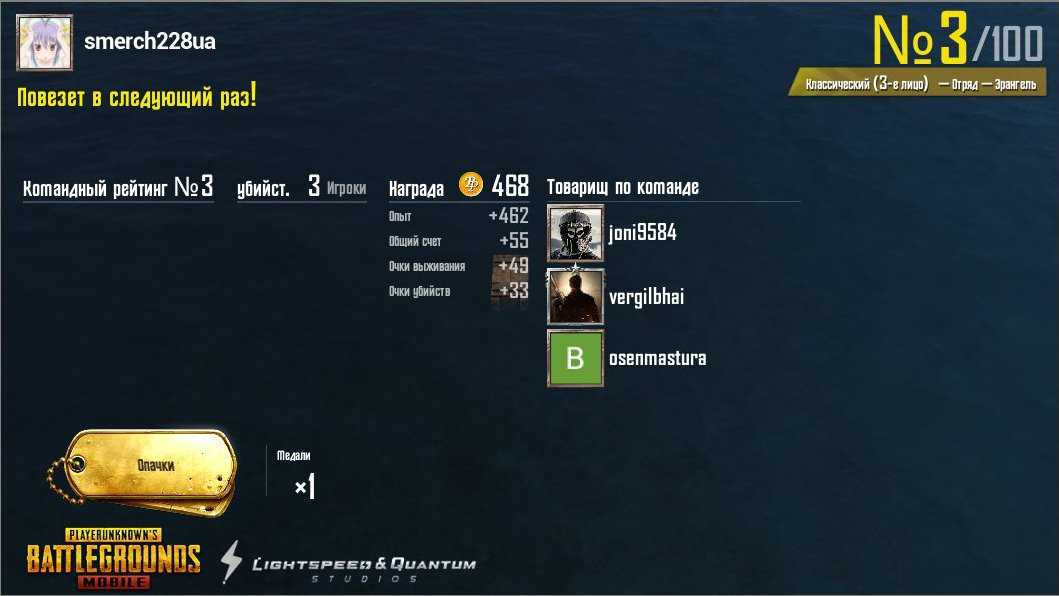 smerch228ua
Повезет в следующий раз!
№3/100
Классический (3-е лицо) — Отряд — Эрангель
Командный рейтинг №3
убийст. 3 Игроки
Награда 468
Опыт +462
Общий счет +55
Очки выживания +49
Очки убийств +33
Товарищ по команде
joni9584
vergilbhai
B
osenmastura
Опачки
Медали
×1
PLAYERUNKNOWN'S
BATTLEGROUNDS
MOBILE
LIGHTSPEED & QUANTUM
STUDIOS